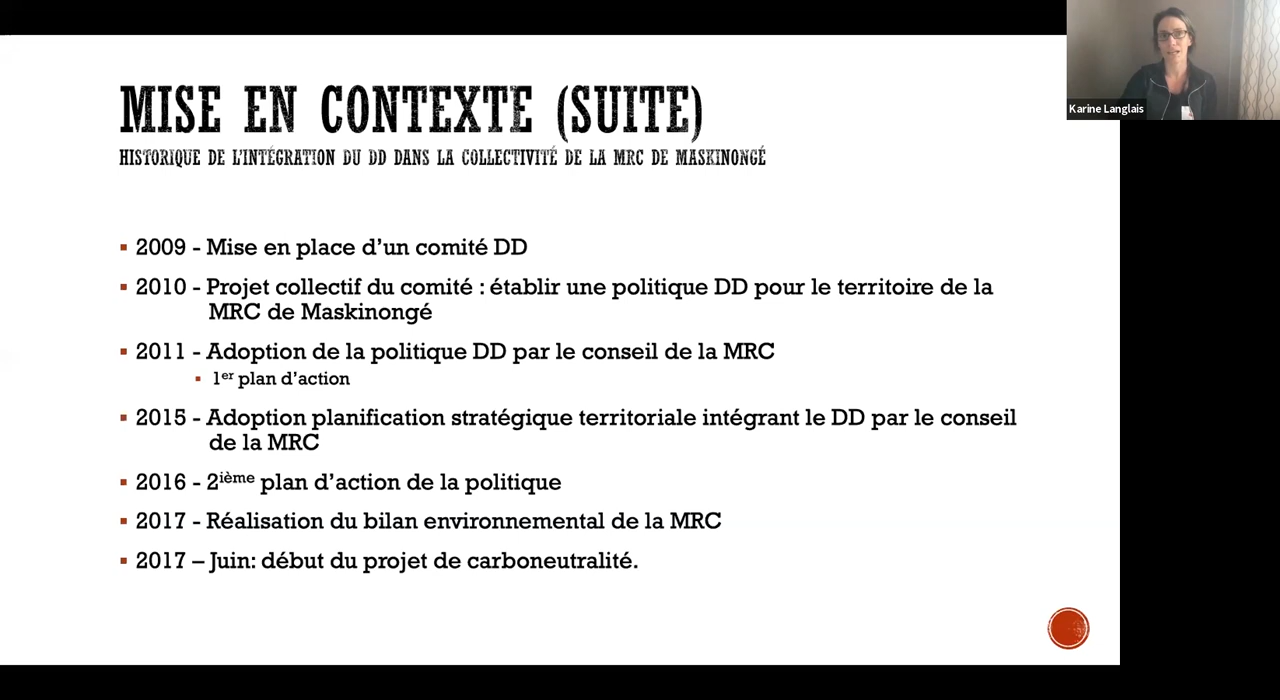 MISE EN CONTEXTE (SUITE)
HISTORIQUE DE L'INTÉGRATION DU DD DANS LA COLLECTIVITÉ DE LA MRC DE MASKINONGÉ
Karine Langlais
▪ 2009 - Mise en place d'un comité DD
▪ 2010 - Projet collectif du comité : établir une politique DD pour le territoire de la
MRC de Maskinongé
▪ 2011 - Adoption de la politique DD par le conseil de la MRC
▪ 1er plan d'action
▪ 2015 - Adoption planification stratégique territoriale intégrant le DD par le conseil
de la MRC
▪ 2016 - 2ième plan d'action de la politique
▪ 2017 - Réalisation du bilan environnemental de la MRC
▪ 2017 – Juin: début du projet de carboneutralité.